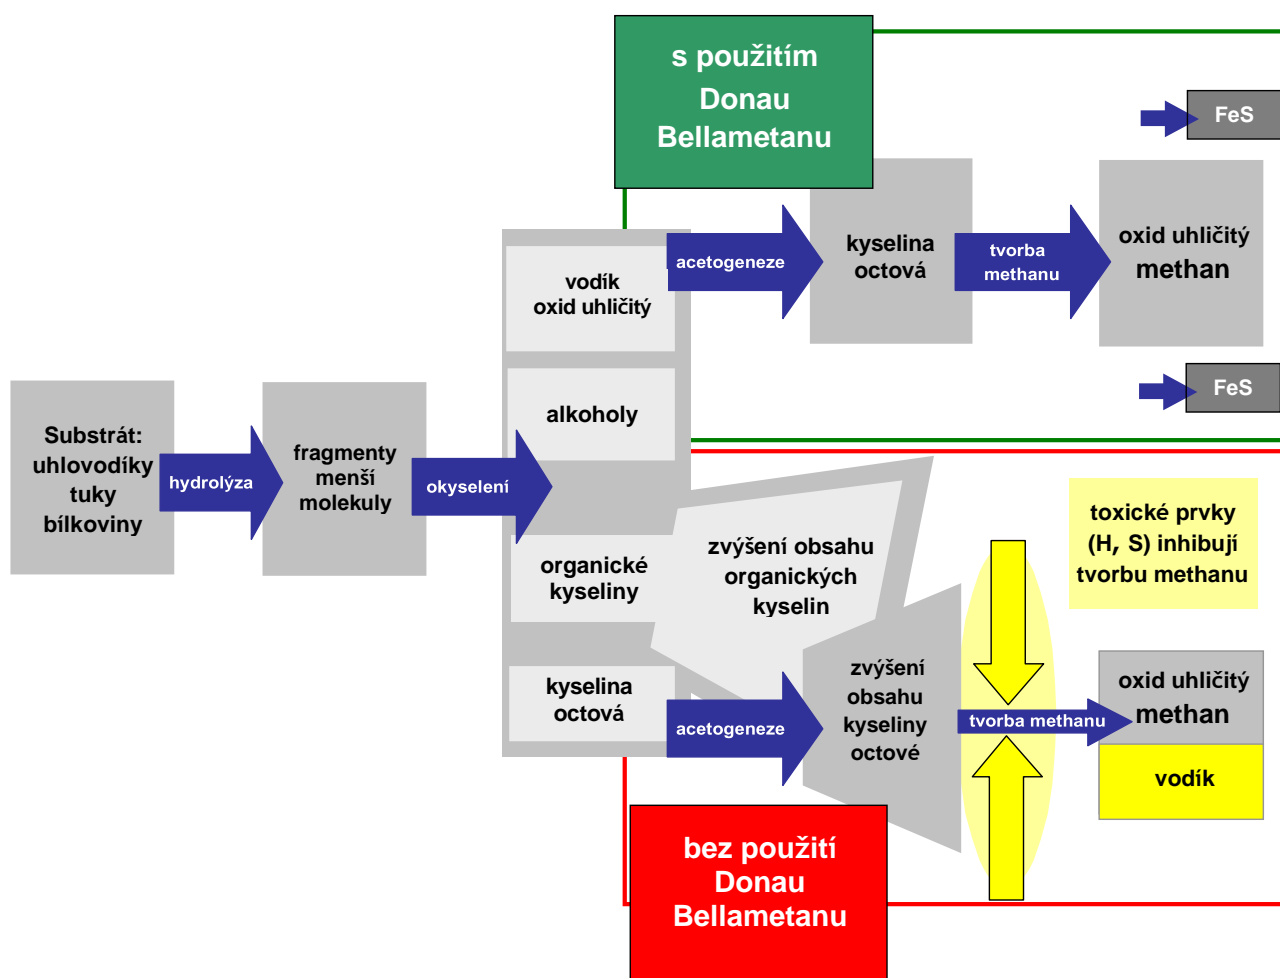 s použitím
Donau
Bellametanu
FeS
kyselina
octová
oxid uhličitý
methan
acetogeneze
tvorba
methanu
vodík
oxid uhličitý
FeS
alkoholy
Substrát:
uhlovodíky
tuky
bílkoviny
hydrolýza
fragmenty
menší
molekuly
okyselení
organické
kyseliny
zvýšení obsahu
organických
kyselin
toxické prvky
(H, S) inhibují
tvorbu methanu
kyselina
octová
acetogeneze
zvýšení
obsahu
kyseliny
octové
tvorba methanu
oxid uhličitý
methan
vodík
bez použití
Donau
Bellametanu